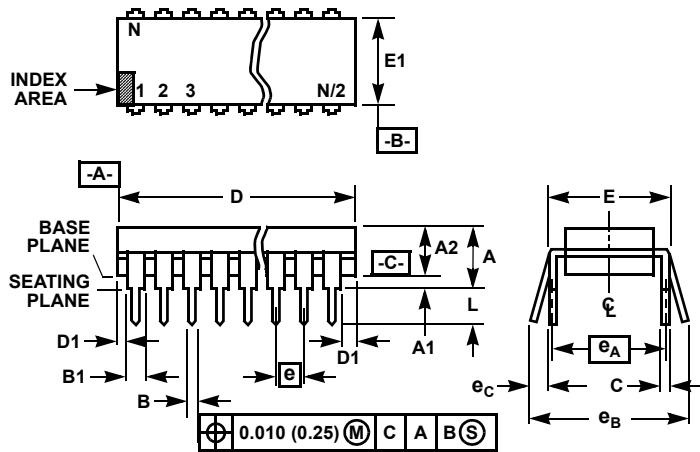 N
INDEX
AREA
1 2 3 N/2
E1
-B-
-A-
D
E
BASE
PLANE
SEATING
PLANE
-C-
A2
A
L
A1
D1
D1
B1
B
e
℄
eA
eC
C
eB
⌖ 0.010 (0.25) Ⓜ C A B Ⓢ